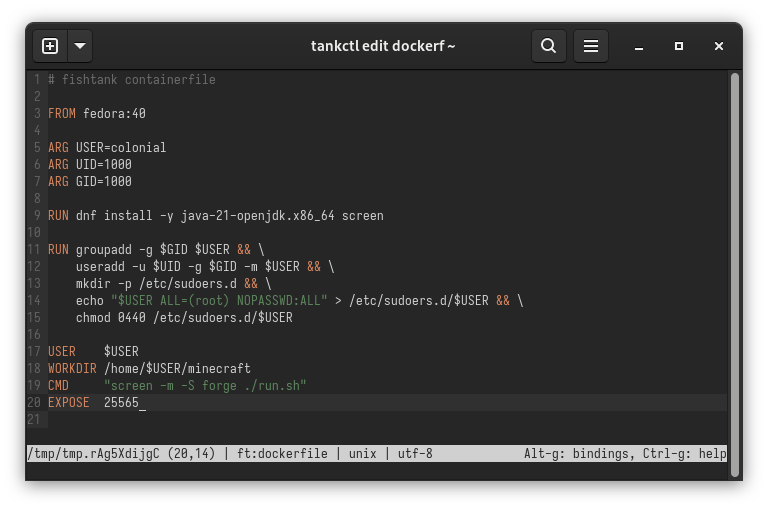 tankctl edit dockerf ~
1 # fishtank containerfile
2
3 FROM fedora:40
4
5 ARG USER=colonial
6 ARG UID=1000
7 ARG GID=1000
8
9 RUN dnf install -y java-21-openjdk.x86_64 screen
10
11 RUN groupadd -g $GID $USER && \
12     useradd -u $UID -g $GID -m $USER && \
13     mkdir -p /etc/sudoers.d && \
14     echo "$USER ALL=(root) NOPASSWD:ALL" > /etc/sudoers.d/$USER && \
15     chmod 0440 /etc/sudoers.d/$USER
16
17 USER    $USER
18 WORKDIR /home/$USER/minecraft
19 CMD     "screen -m -S forge ./run.sh"
20 EXPOSE  25565_
21
/tmp/tmp.rAg5XdijgC (20,14) | ft:dockerfile | unix | utf-8 Alt-g: bindings, Ctrl-g: help